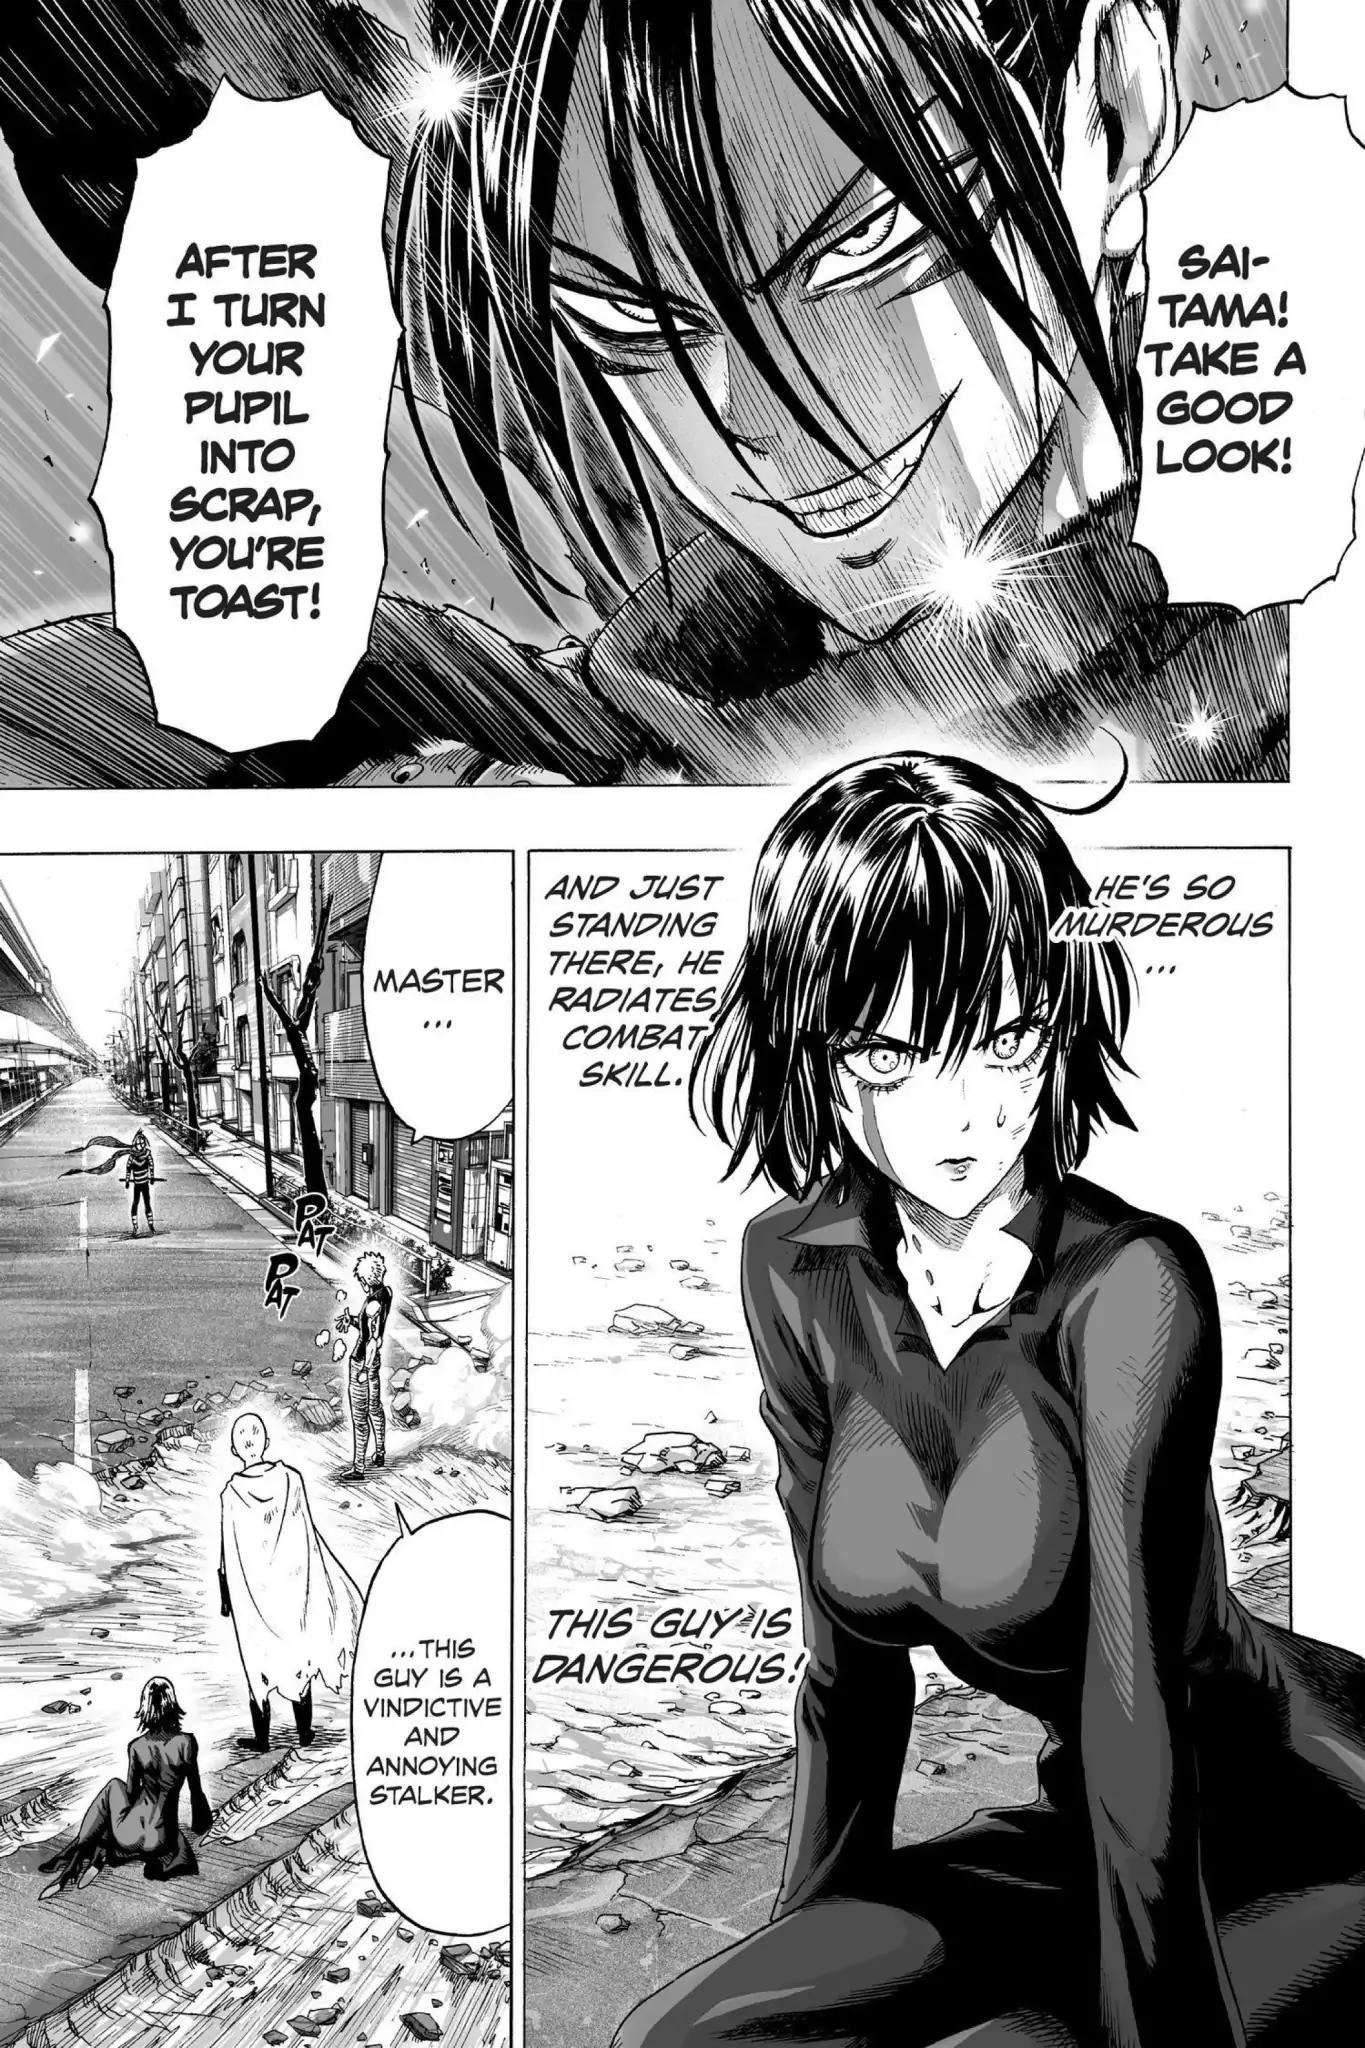 SAI-
TAMA!
TAKE A
GOOD
LOOK!
AFTER
I TURN
YOUR
PUPIL
INTO
SCRAP,
YOU'RE
TOAST!
HE'S SO
MURDEROUS
...
AND JUST
STANDING
THERE, HE
RADIATES
COMBAT
SKILL.
THIS GUY IS
DANGEROUS!
MASTER
...
PAT
PAT
...THIS
GUY IS A
VINDICTIVE
AND
ANNOYING
STALKER.